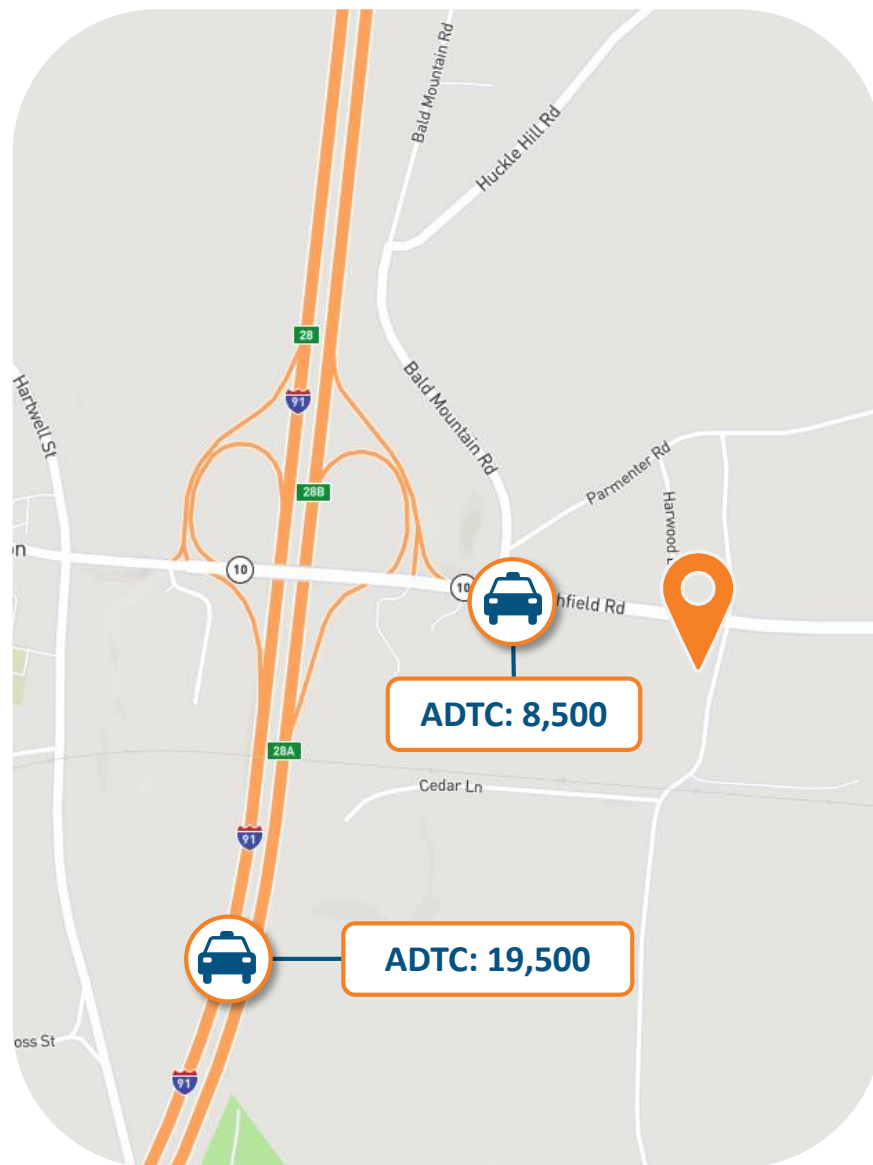 Bald Mountain Rd
Huckle Hill Rd
28
91
Hartwell St
Bald Mountain Rd
28B
Parmenter Rd
Harwood
on
10
10
hfield Rd
ADTC: 8,500
28A
Cedar Ln
91
ADTC: 19,500
oss St
91